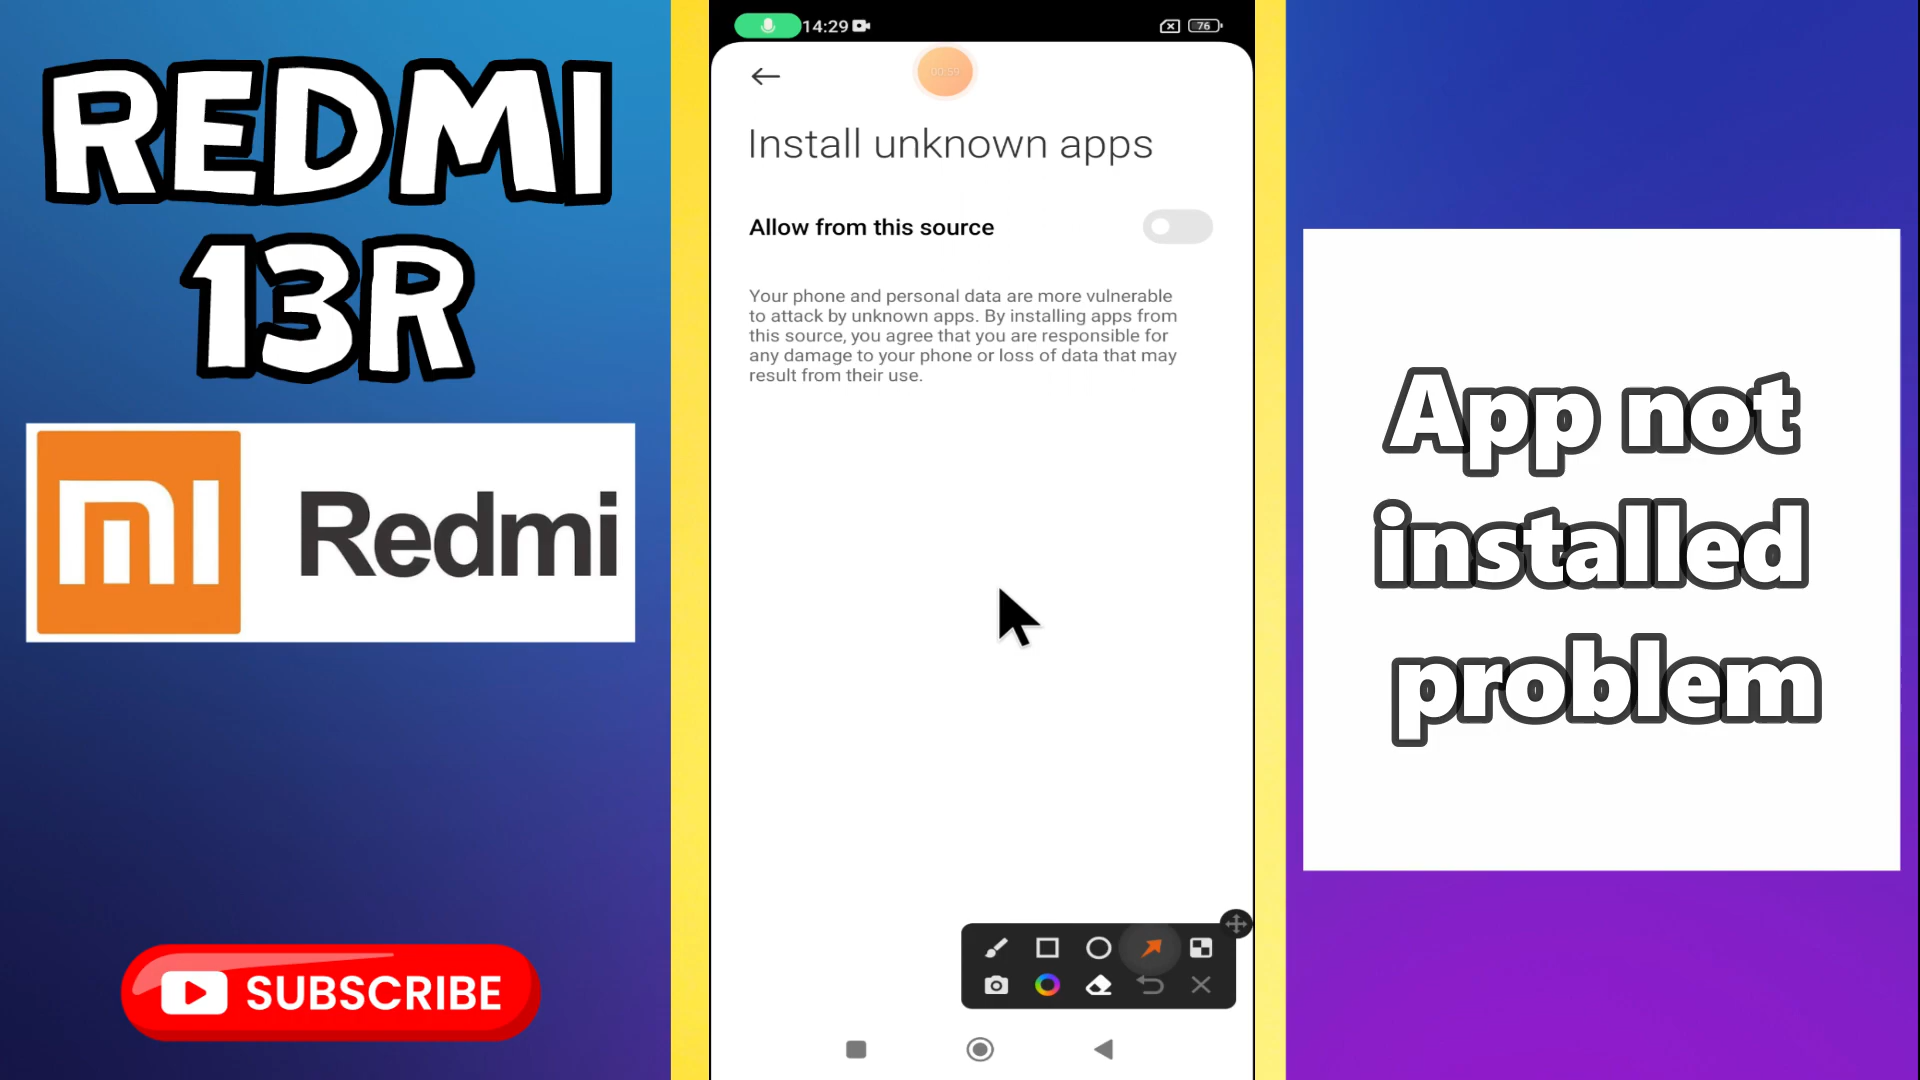 REDMI
13R
mi Redmi
SUBSCRIBE
14:29
76
00:59
Install unknown apps
Allow from this source
Your phone and personal data are more vulnerable
to attack by unknown apps. By installing apps from
this source, you agree that you are responsible for
any damage to your phone or loss of data that may
result from their use.
App not
installed
problem